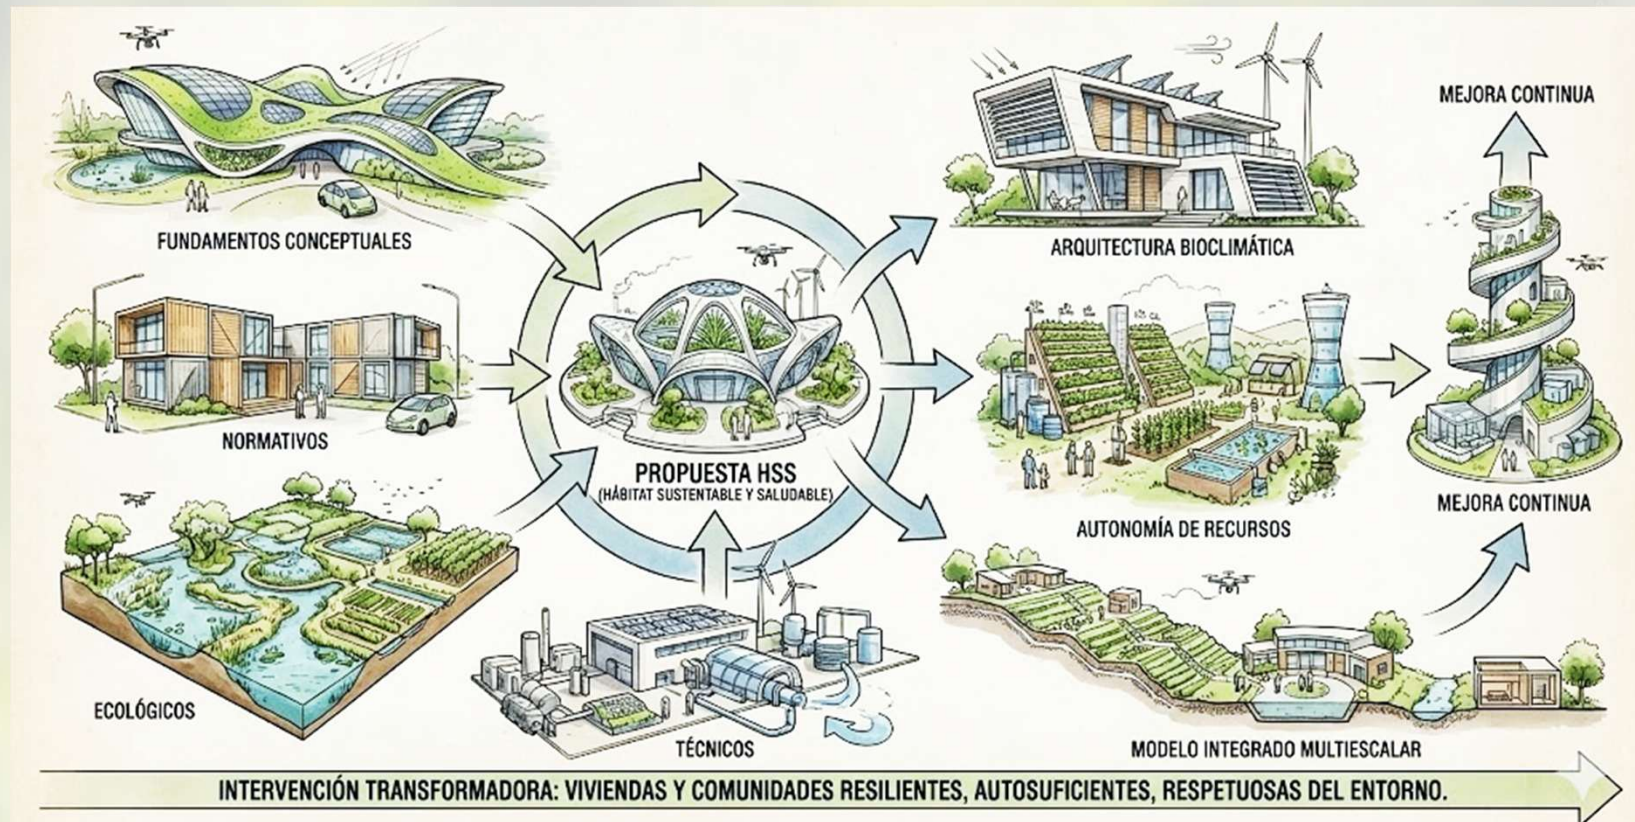 FUNDAMENTOS CONCEPTUALES
NORMATIVOS
ECOLÓGICOS
TÉCNICOS
PROPUESTA HSS
(HÁBITAT SUSTENTABLE Y SALUDABLE)
ARQUITECTURA BIOCLIMÁTICA
AUTONOMÍA DE RECURSOS
MODELO INTEGRADO MULTIESCALAR
MEJORA CONTINUA
MEJORA CONTINUA
INTERVENCIÓN TRANSFORMADORA: VIVIENDAS Y COMUNIDADES RESILIENTES, AUTOSUFICIENTES, RESPETUOSAS DEL ENTORNO.